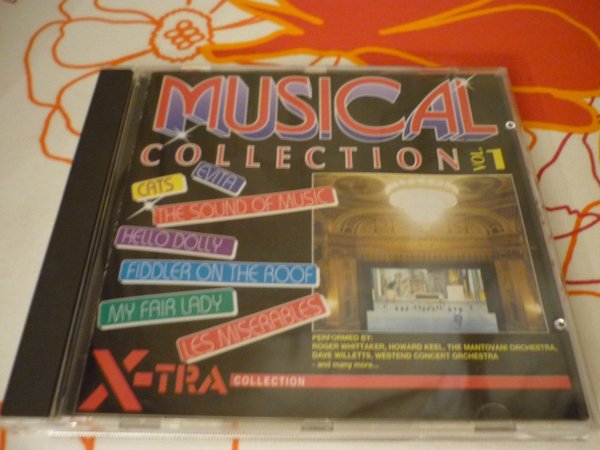 MUSICAL
COLLECTION VOL. 1
CATS
EVITA
THE SOUND OF MUSIC
HELLO DOLLY
FIDDLER ON THE ROOF
MY FAIR LADY
LES MISERABLES
PERFORMED BY:
ROGER WHITTAKER, HOWARD KEEL, THE MANTOVANI ORCHESTRA,
DAVE WILLETTS, WESTEND CONCERT ORCHESTRA
- and many more...
X-TRA COLLECTION